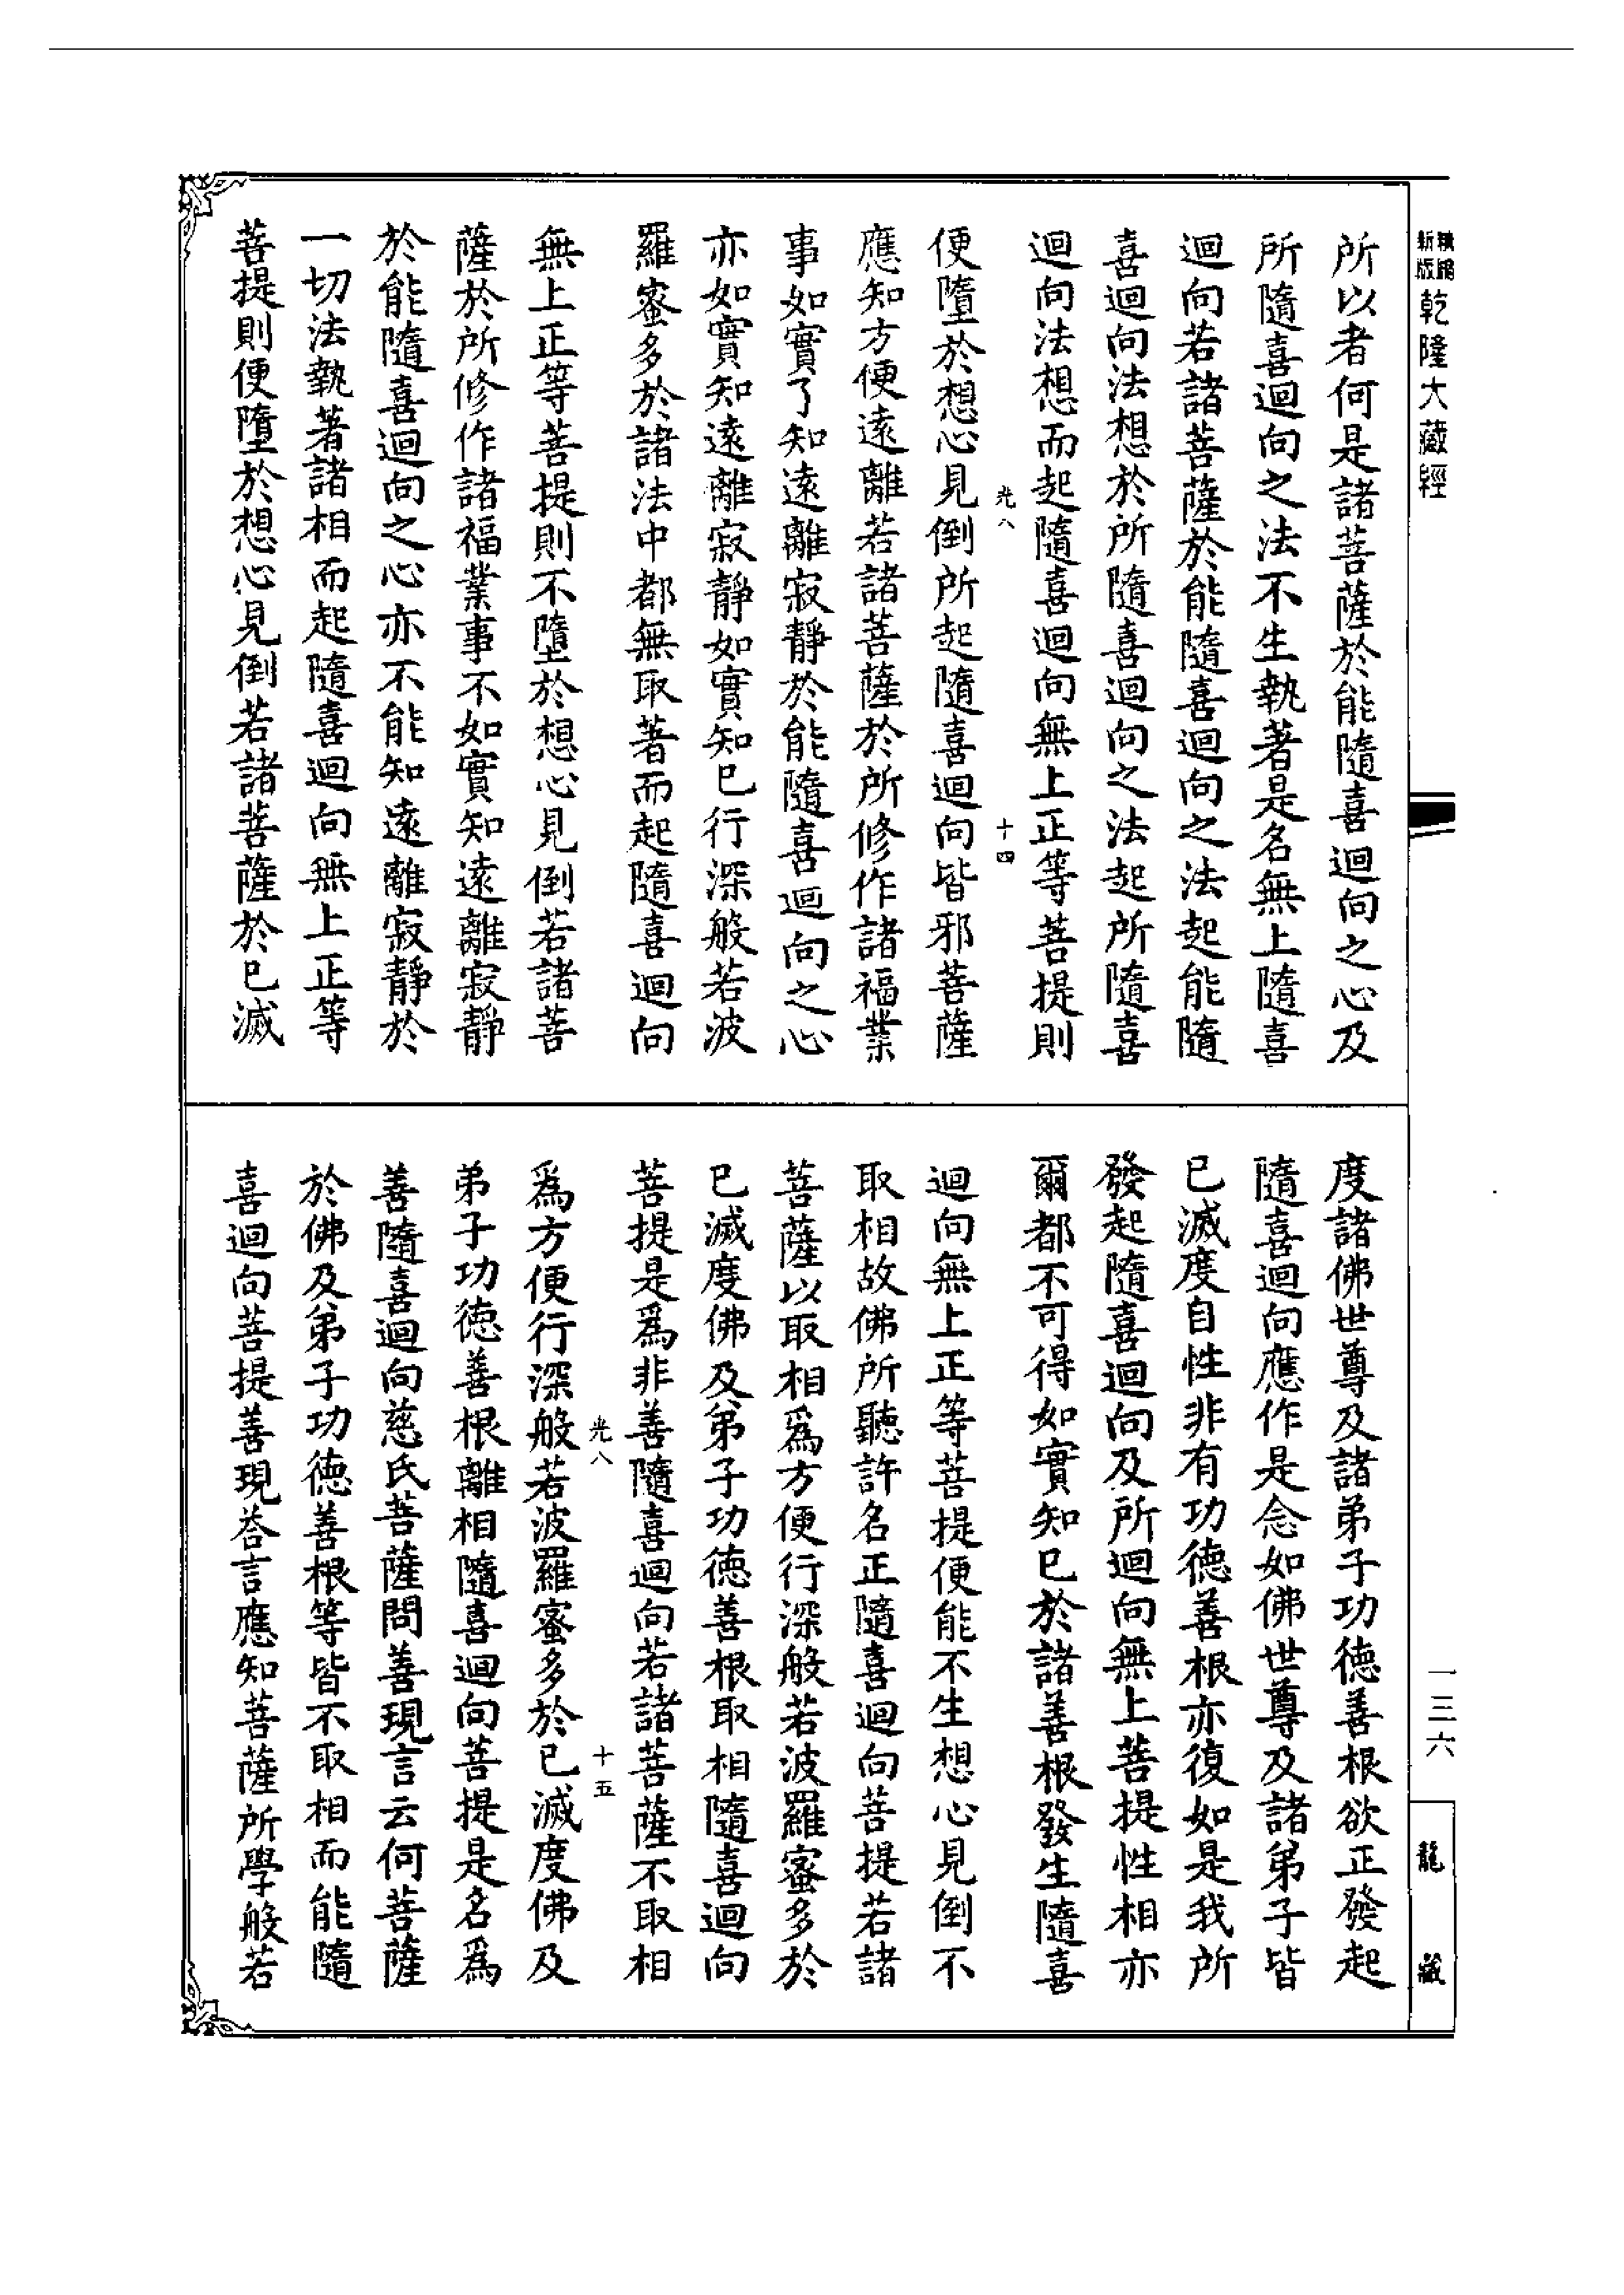 新版
精縮
乾隆大藏經
所以者何是諸菩薩於能隨喜迴向之心及
所隨喜迴向之法不生執著是名無上隨喜
迴向若諸菩薩於能隨喜迴向之法起能隨
喜迴向法想於所隨喜迴向之法起所隨喜
迴向法想而起隨喜迴向無上正等菩提則
光八 十四
便墮於想心見倒所起隨喜迴向皆邪菩薩
應知方便遠離若諸菩薩於所修作諸福業
事如實了知遠離寂靜於能隨喜迴向之心
亦如實知遠離寂靜如實知已行深般若波
羅蜜多於諸法中都無取著而起隨喜迴向
無上正等菩提則不墮於想心見倒若諸菩
薩於所修作諸福業事不如實知遠離寂靜
於能隨喜迴向之心亦不能知遠離寂靜於
一切法執著諸相而起隨喜迴向無上正等
菩提則便墮於想心見倒若諸菩薩於已滅
度諸佛世尊及諸弟子功德善根欲正發起
隨喜迴向應作是念如佛世尊及諸弟子皆
已滅度自性非有功德善根亦復如是我所
發起隨喜迴向及所迴向無上菩提性相亦
爾都不可得如實知已於諸善根發生隨喜
迴向無上正等菩提便能不生想心見倒不
取相故佛所聽許名正隨喜迴向菩提若諸
菩薩以取相爲方便行深般若波羅蜜多於
已滅度佛及弟子功德善根取相隨喜迴向
菩提是爲非善隨喜迴向若諸菩薩不取相
光八 十五
爲方便行深般若波羅蜜多於已滅度佛及
弟子功德善根離相隨喜迴向菩提是名爲
善隨喜迴向慈氏菩薩問善現言云何菩薩
於佛及弟子功德善根等皆不取相而能隨
喜迴向菩提善現荅言應知菩薩所學般若
一三六
龍藏